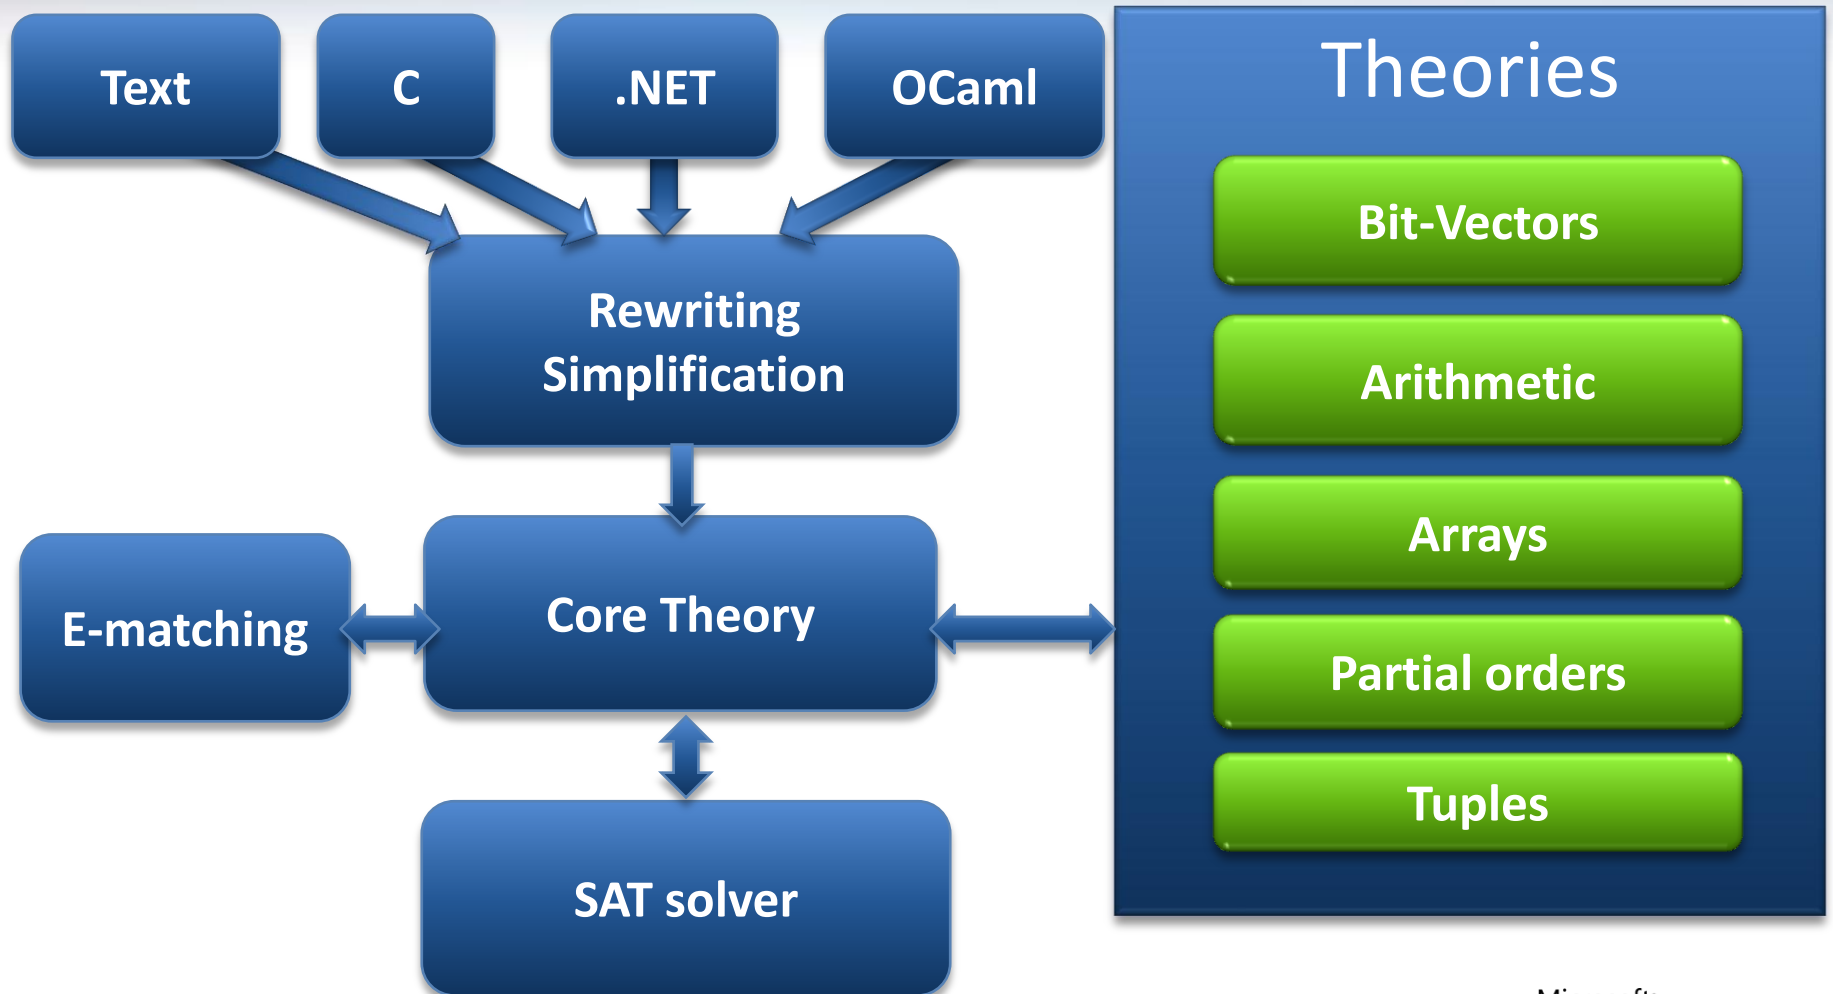 Text
C
.NET
OCaml
Theories
Bit-Vectors
Rewriting
Simplification
Arithmetic
Arrays
E-matching
Core Theory
Partial orders
Tuples
SAT solver